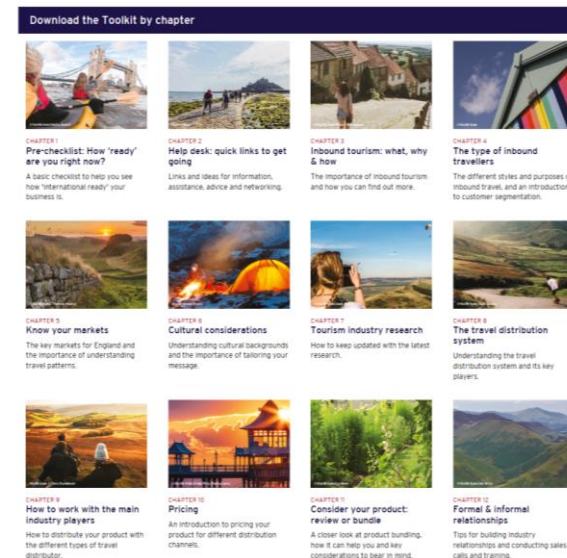 Download the Toolkit by chapter
CHAPTER 1
Pre-checklist: How 'ready'
are you right now?
A basic checklist to help you see
how 'international ready' your
business is.
CHAPTER 2
Help desk: quick links to get
going
Links and ideas for information,
assistance, advice and networking.
CHAPTER 3
Inbound tourism: what, why
& how
The importance of inbound tourism
and how you can find out more.
CHAPTER 4
The type of inbound
travellers
The different styles and purposes
inbound travel, and an introduction
to customer segmentation.
CHAPTER 5
Know your markets
The key markets for England and
the importance of understanding
travel patterns.
CHAPTER 6
Cultural considerations
Understanding cultural backgrounds
and the importance of tailoring your
message.
CHAPTER 7
Tourism industry research
How to keep updated with the latest
research.
CHAPTER 8
The travel distribution
system
Understanding the travel
distribution system and its key
players.
CHAPTER 9
How to work with the main
industry players
How to distribute your product with
the different types of travel
distributor.
CHAPTER 10
Pricing
An introduction to pricing your
product for different distribution
channels.
CHAPTER 11
Consider your product:
review or bundle
A closer look at product bundling,
how it can help you and key
considerations to bear in mind.
CHAPTER 12
Formal & informal
relationships
Tips for building industry
relationships and conducting sales
calls and training.